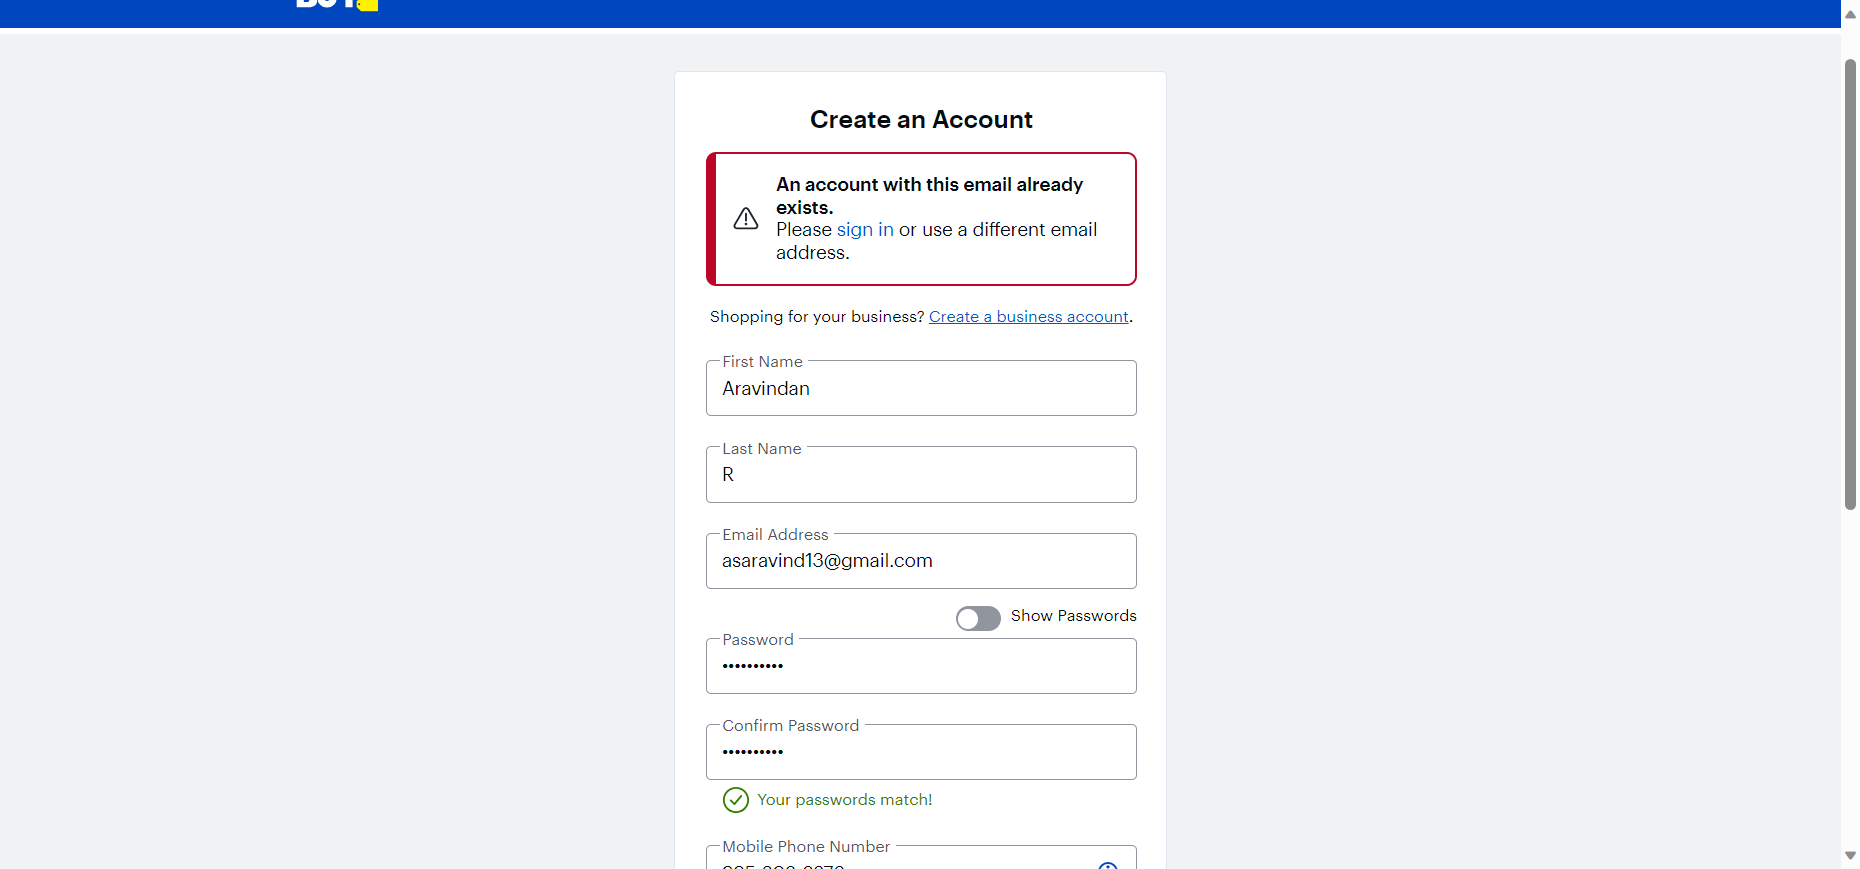 Create an Account
An account with this email already
exists.
Please sign in or use a different email
address.
Shopping for your business? Create a business account.
First Name
Aravindan
Last Name
R
Email Address
asaravind13@gmail.com
Show Passwords
Password
••••••••••
Confirm Password
••••••••••
Your passwords match!
Mobile Phone Number